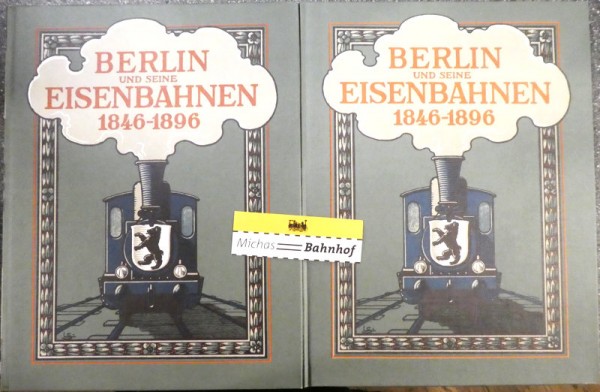 BERLIN
UND SEINE
EISENBAHNEN
1846-1896
BERLIN
UND SEINE
EISENBAHNEN
1846-1896
Michas Bahnhof